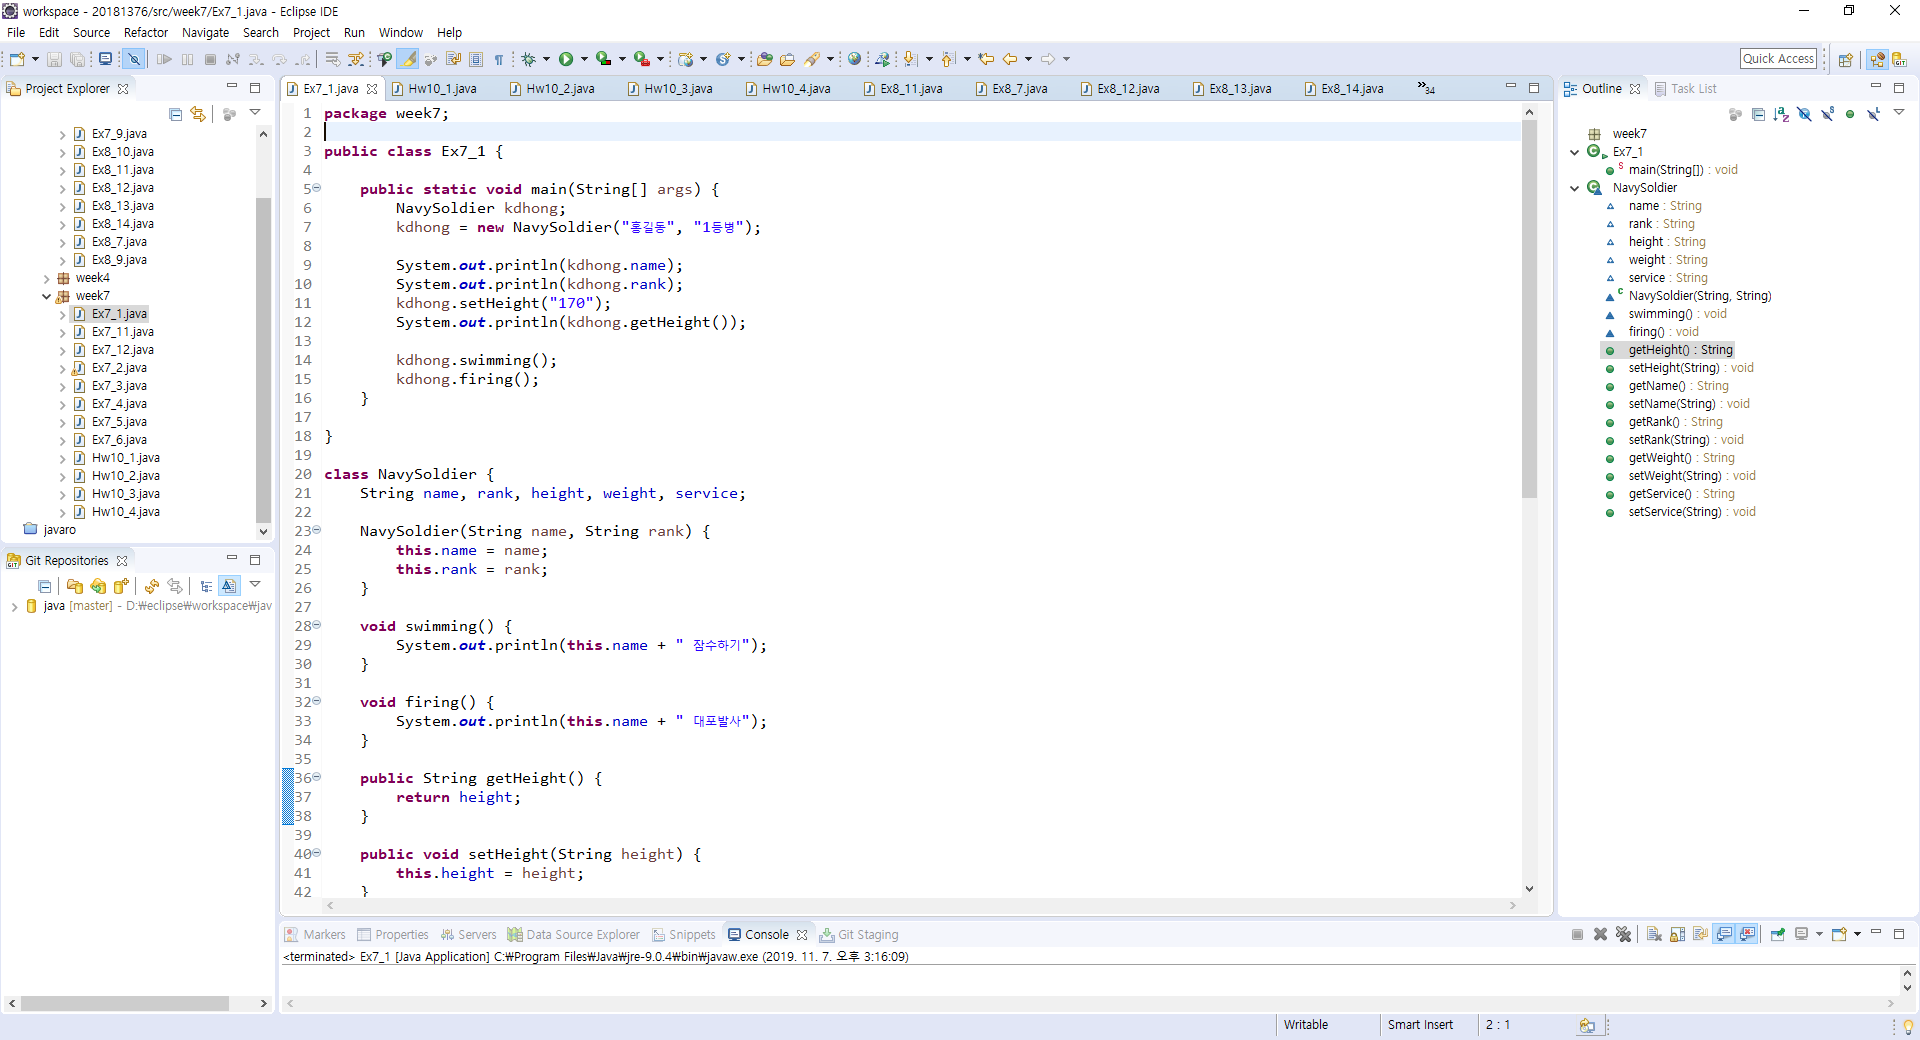 workspace - 20181376/src/week7/Ex7_1.java - Eclipse IDE
File Edit Source Refactor Navigate Search Project Run Window Help
Quick Access
Project Explorer
Ex7_9.java
Ex8_10.java
Ex8_11.java
Ex8_12.java
Ex8_13.java
Ex8_14.java
Ex8_7.java
Ex8_9.java
week4
week7
Ex7_1.java
Ex7_11.java
Ex7_12.java
Ex7_2.java
Ex7_3.java
Ex7_4.java
Ex7_5.java
Ex7_6.java
Hw10_1.java
Hw10_2.java
Hw10_3.java
Hw10_4.java
javaro
Git Repositories
java [master] - D:₩eclipse₩workspace₩jav
Ex7_1.java Hw10_1.java Hw10_2.java Hw10_3.java Hw10_4.java Ex8_11.java Ex8_7.java Ex8_12.java Ex8_13.java Ex8_14.java »34
1 package week7;
2
3 public class Ex7_1 {
4
5 public static void main(String[] args) {
6 NavySoldier kdhong;
7 kdhong = new NavySoldier("홍길동", "1등병");
8
9 System.out.println(kdhong.name);
10 System.out.println(kdhong.rank);
11 kdhong.setHeight("170");
12 System.out.println(kdhong.getHeight());
13
14 kdhong.swimming();
15 kdhong.firing();
16 }
17
18 }
19
20 class NavySoldier {
21 String name, rank, height, weight, service;
22
23 NavySoldier(String name, String rank) {
24 this.name = name;
25 this.rank = rank;
26 }
27
28 void swimming() {
29 System.out.println(this.name + " 잠수하기");
30 }
31
32 void firing() {
33 System.out.println(this.name + " 대포발사");
34 }
35
36 public String getHeight() {
37 return height;
38 }
39
40 public void setHeight(String height) {
41 this.height = height;
42 }
Outline Task List
week7
Ex7_1
main(String[]) : void
NavySoldier
name : String
rank : String
height : String
weight : String
service : String
NavySoldier(String, String)
swimming() : void
firing() : void
getHeight() : String
setHeight(String) : void
getName() : String
setName(String) : void
getRank() : String
setRank(String) : void
getWeight() : String
setWeight(String) : void
getService() : String
setService(String) : void
Markers Properties Servers Data Source Explorer Snippets Console Git Staging
<terminated> Ex7_1 [Java Application] C:₩Program Files₩Java₩jre-9.0.4₩bin₩javaw.exe (2019. 11. 7. 오후 3:16:09)
Writable Smart Insert 2 : 1